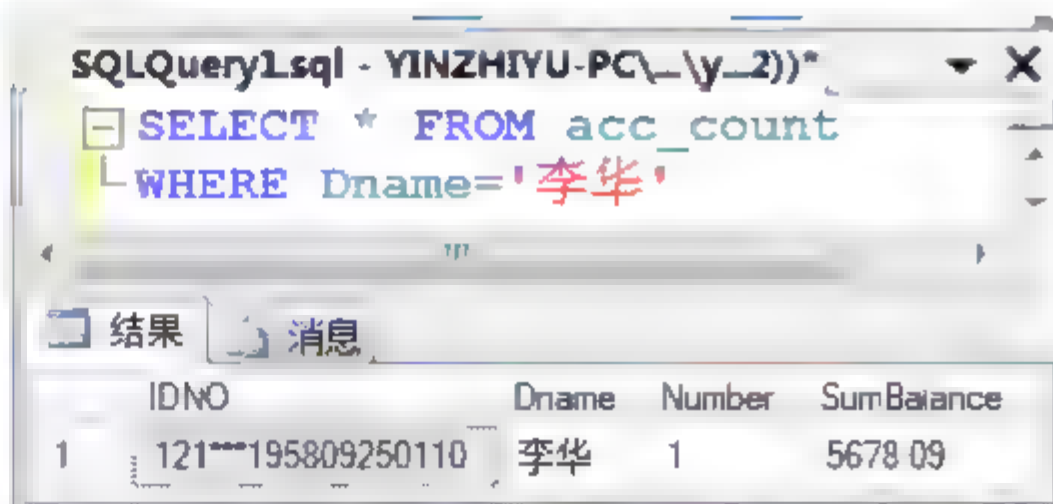 SQLQuery1.sql - YINZHIYU-PC\...\y...2))*
SELECT * FROM acc_count
WHERE Dname='李华'
结果 消息
IDNO Dname Number SumBalance
1 121***195809250110 李华 1 5678.09